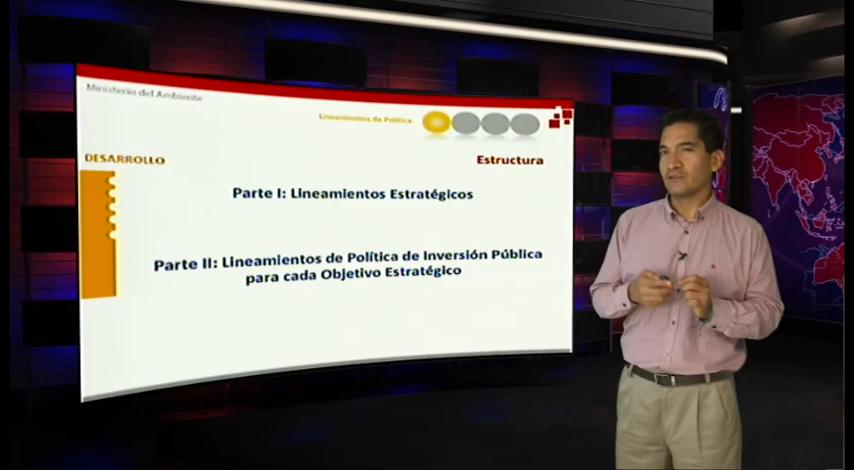 Ministerio del Ambiente
Lineamientos de Política
DESARROLLO
Estructura
Parte I: Lineamientos Estratégicos
Parte II: Lineamientos de Política de Inversión Pública
para cada Objetivo Estratégico